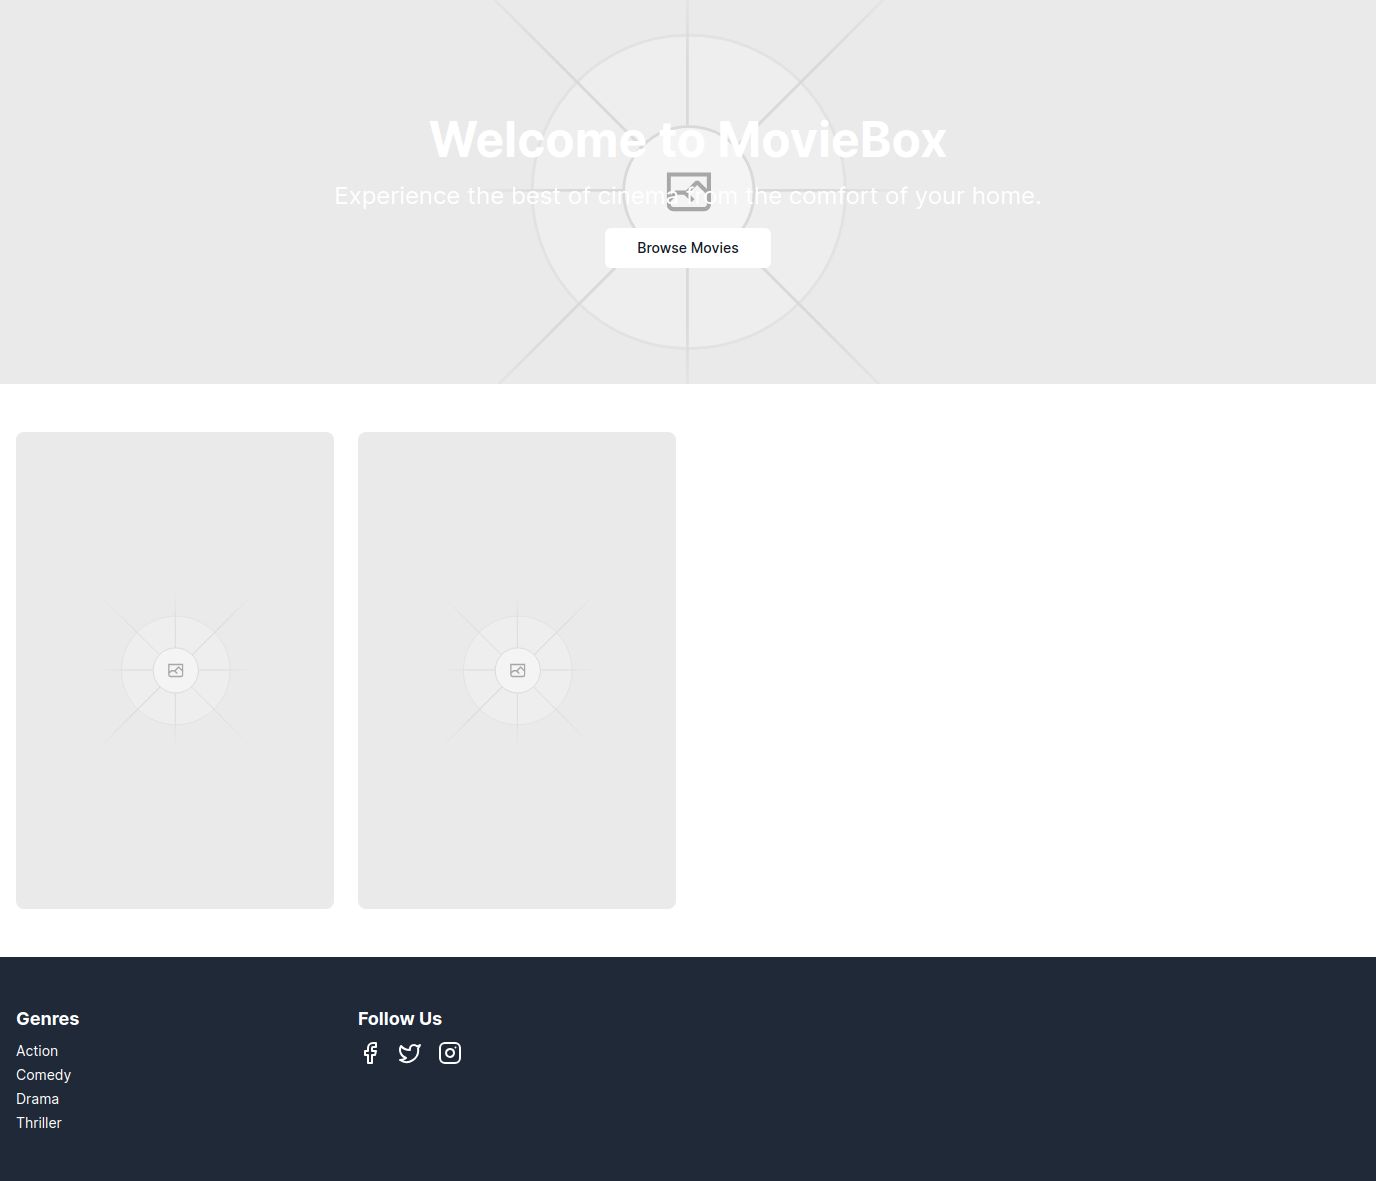 Welcome to MovieBox
Experience the best of cinema from the comfort of your home.
Browse Movies
Genres
Action
Comedy
Drama
Thriller
Follow Us